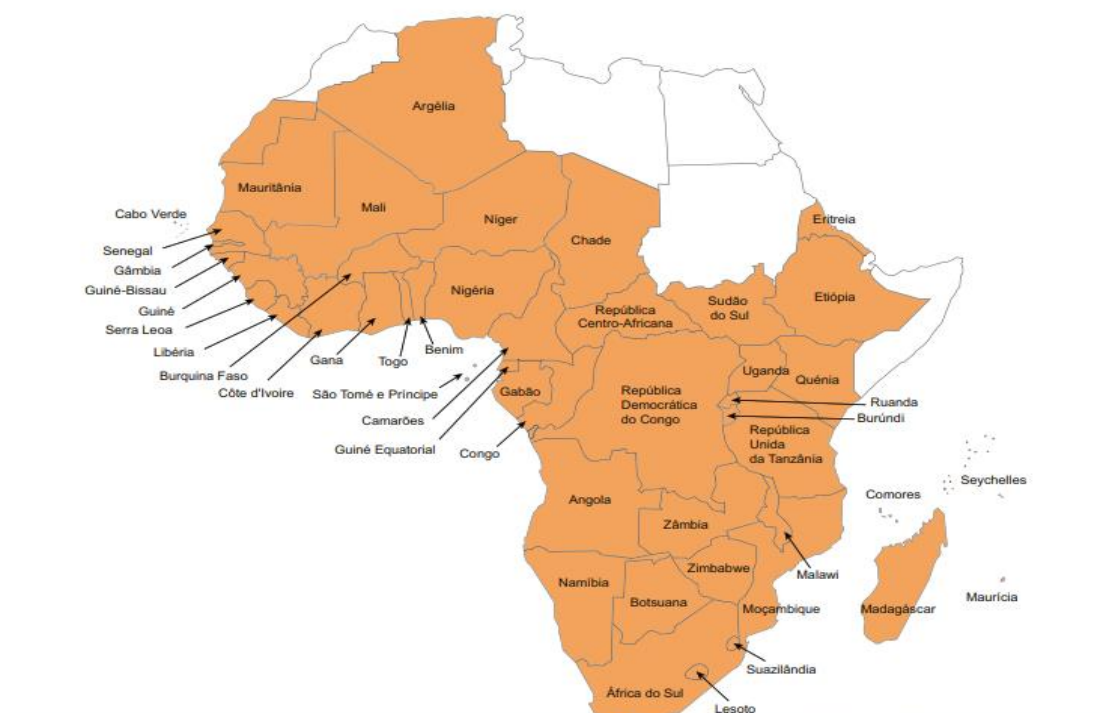 Argélia
Mauritânia
Mali
Níger
Cabo Verde
Eritreia
Chade
Senegal
Gâmbia
Guiné-Bissau
Nigéria
Etiópia
Sudão
do Sul
Guiné
República
Centro-Africana
Serra Leoa
Libéria
Gana
Togo
Benim
Burquina Faso
Côte d'Ivoire
São Tomé e Príncipe
Uganda
Quénia
Gabão
República
Democrática
do Congo
Ruanda
Burúndi
Camarões
República
Unida
da Tanzânia
Guiné Equatorial
Congo
Seychelles
Comores
Angola
Zâmbia
Malawi
Zimbabwe
Namíbia
Botsuana
Moçambique
Madagáscar
Maurícia
Suazilândia
África do Sul
Lesoto